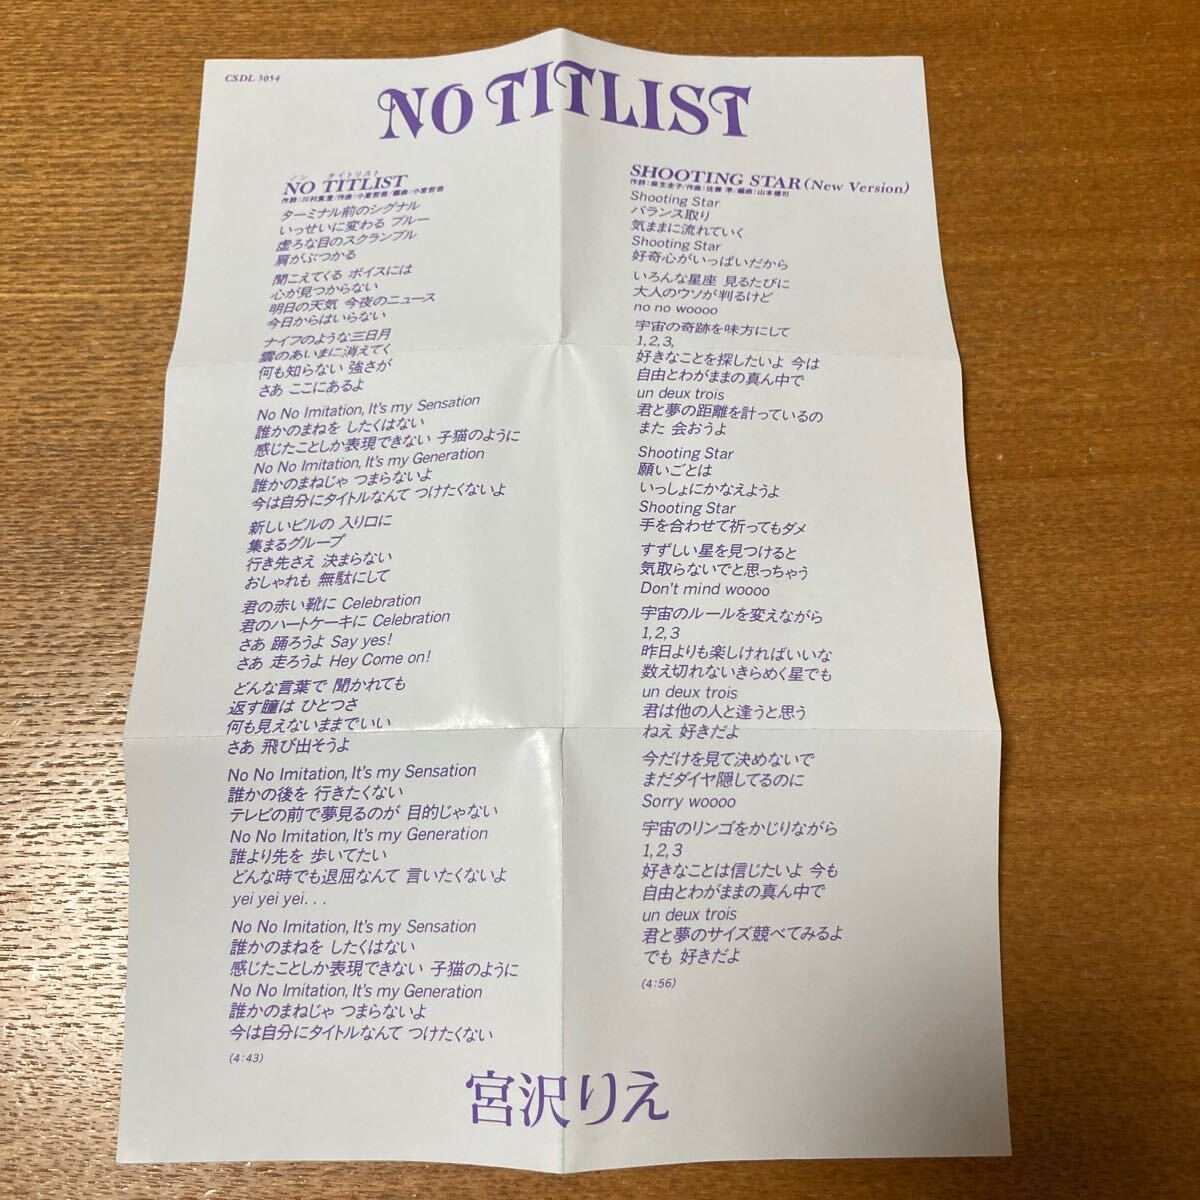 CSDL 3054
NO TITLIST
ノン タイトリスト
NO TITLIST
作詩:川村真澄/作曲:小室哲哉/編曲:小室哲哉
ターミナル前のシグナル
いっせいに変わる ブルー
虚ろな目のスクランブル
肩がぶつかる
聞こえてくる ボイスには
心が見つからない
明日の天気 今夜のニュース
今日からはいらない
ナイフのような三日月
雲のあいまに消えてく
何も知らない 強さが
さあ ここにあるよ
No No Imitation, It's my Sensation
誰かのまねを したくはない
感じたことしか表現できない 子猫のように
No No Imitation, It's my Generation
誰かのまねじゃ つまらないよ
今は自分にタイトルなんて つけたくないよ
新しいビルの 入り口に
集まるグループ
行き先さえ 決まらない
おしゃれも 無駄にして
君の赤い靴に Celebration
君のハートケーキに Celebration
さあ 踊ろうよ Say yes!
さあ 走ろうよ Hey Come on!
どんな言葉で 聞かれても
返す瞳は ひとつさ
何も見えないままでいい
さあ 飛び出そうよ
No No Imitation, It's my Sensation
誰かの後を 行きたくない
テレビの前で夢見るのが 目的じゃない
No No Imitation, It's my Generation
誰より先を 歩いてたい
どんな時でも退屈なんて 言いたくないよ
yei yei yei...
No No Imitation, It's my Sensation
誰かのまねを したくはない
感じたことしか表現できない 子猫のように
No No Imitation, It's my Generation
誰かのまねじゃ つまらないよ
今は自分にタイトルなんて つけたくない
(4:43)
SHOOTING STAR (New Version)
作詩:麻生圭子/作曲:佐藤 準/編曲:山本健司
Shooting Star
バランス取り
気ままに流れていく
Shooting Star
好奇心がいっぱいだから
いろんな星座 見るたびに
大人のウソが判るけど
no no woooo
宇宙の奇跡を味方にして
1,2,3,
好きなことを探したいよ 今は
自由とわがままの真ん中で
un deux trois
君と夢の距離を計っているの
また 会おうよ
Shooting Star
願いごとは
いっしょにかなえようよ
Shooting Star
手を合わせて祈ってもダメ
すずしい星を見つけると
気取らないでと思っちゃう
Don't mind woooo
宇宙のルールを変えながら
1,2,3
昨日よりも楽しければいいな
数え切れないきらめく星でも
un deux trois
君は他の人と違うと思う
ねえ 好きだよ
今だけを見て決めないで
まだダイヤ隠してるのに
Sorry woooo
宇宙のリンゴをかじりながら
1,2,3
好きなことは信じたいよ 今も
自由とわがままの真ん中で
un deux trois
君と夢のサイズ競べてみるよ
でも 好きだよ
(4:56)
宮沢りえ